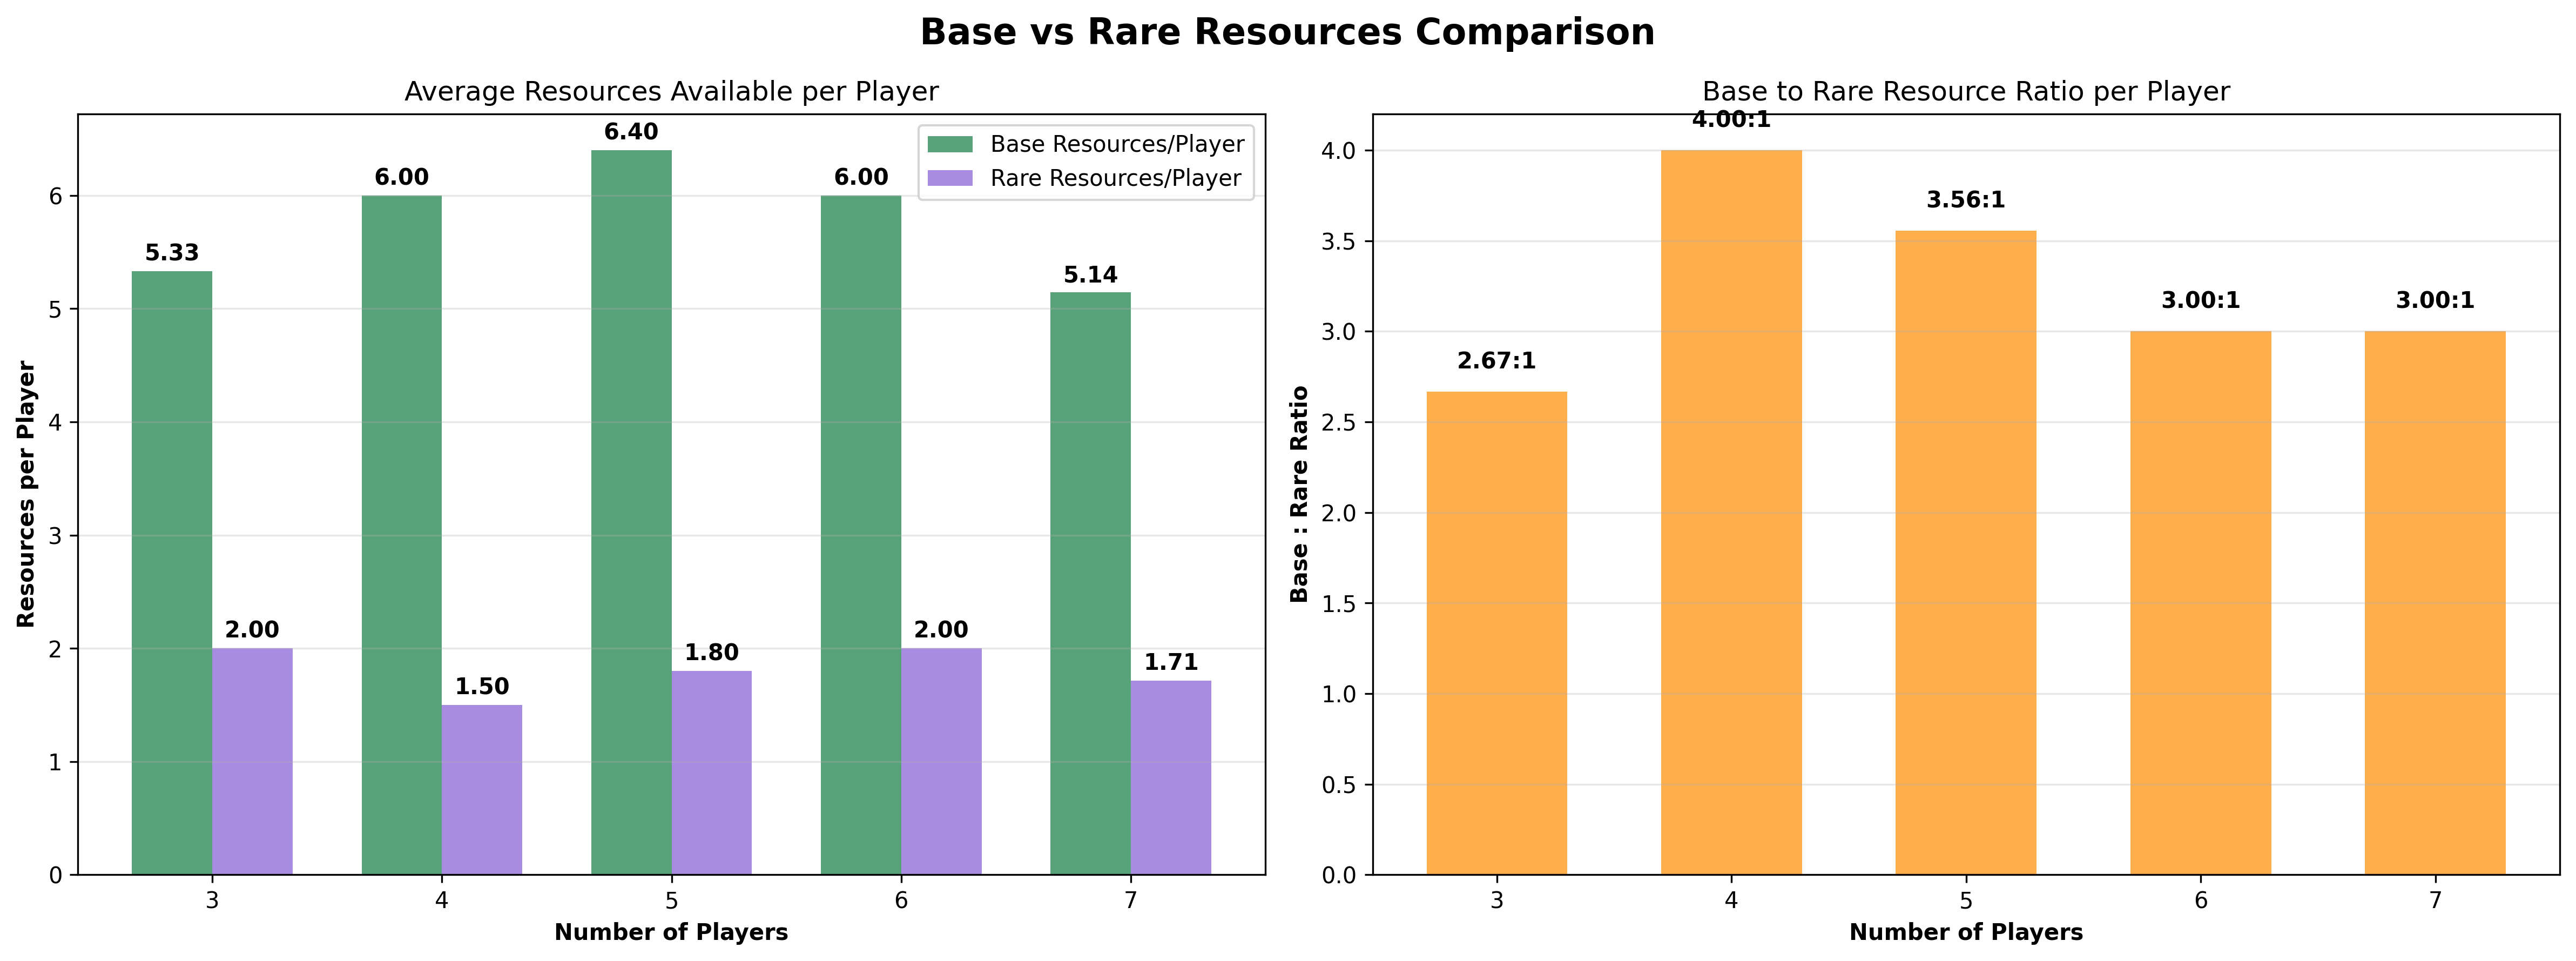 Base vs Rare Resources Comparison
Average Resources Available per Player
Resources per Player
6
5
4
3
2
1
0
5.33
2.00
6.00
1.50
6.40
1.80
6.00
2.00
5.14
1.71
Base Resources/Player
Rare Resources/Player
3 4 5 6 7
Number of Players
Base to Rare Resource Ratio per Player
Base : Rare Ratio
4.0
3.5
3.0
2.5
2.0
1.5
1.0
0.5
0.0
2.67:1
4.00:1
3.56:1
3.00:1
3.00:1
3 4 5 6 7
Number of Players